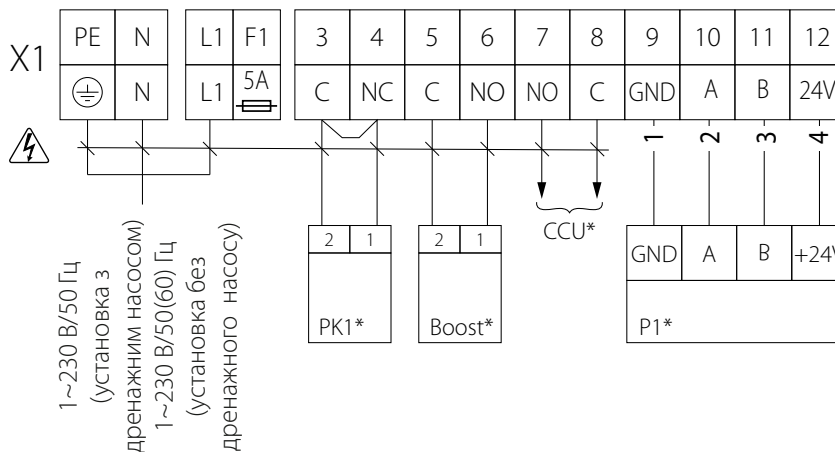 X1
PE N L1 F1 3 4 5 6 7 8 9 10 11 12
N L1 5A C NC C NO NO C GND A B 24V
1 2 3 4
2 1 2 1
CCU*
GND A B +24V
PK1* Boost* P1*
1~230 В/50 Гц
(установка з
дренажним насосом)
1~230 В/50(60) Гц
(установка без
дренажного насосу)